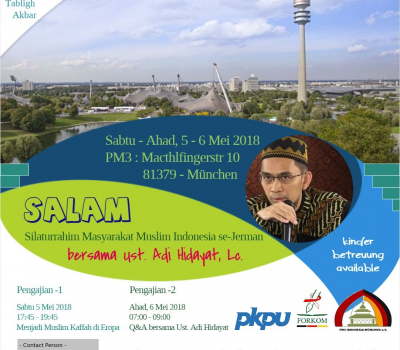 Tabligh
Akbar
Sabtu - Ahad, 5 - 6 Mei 2018
PM3 : Macthlfingerstr 10
81379 - München
SALAM
Silaturrahim Masyarakat Muslim Indonesia se-Jerman
bersama ust. Adi Hidayat, Lc.
kinder
betreuung
available
Pengajian -1
Sabtu 5 Mei 2018
17:45 - 19:45
Menjadi Muslim Kaffah di Eropa
Pengajian -2
Ahad, 6 Mei 2018
07:00 - 09:00
Q&A bersama Ust. Adi Hidayat
pkpu
FORKOM
- Contact Person -